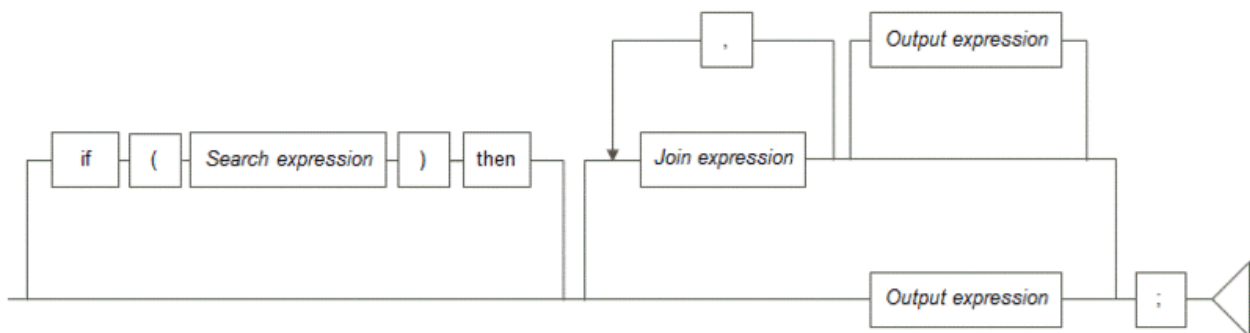 , Output expression
if ( Search expression ) then Join expression
Output expression ;